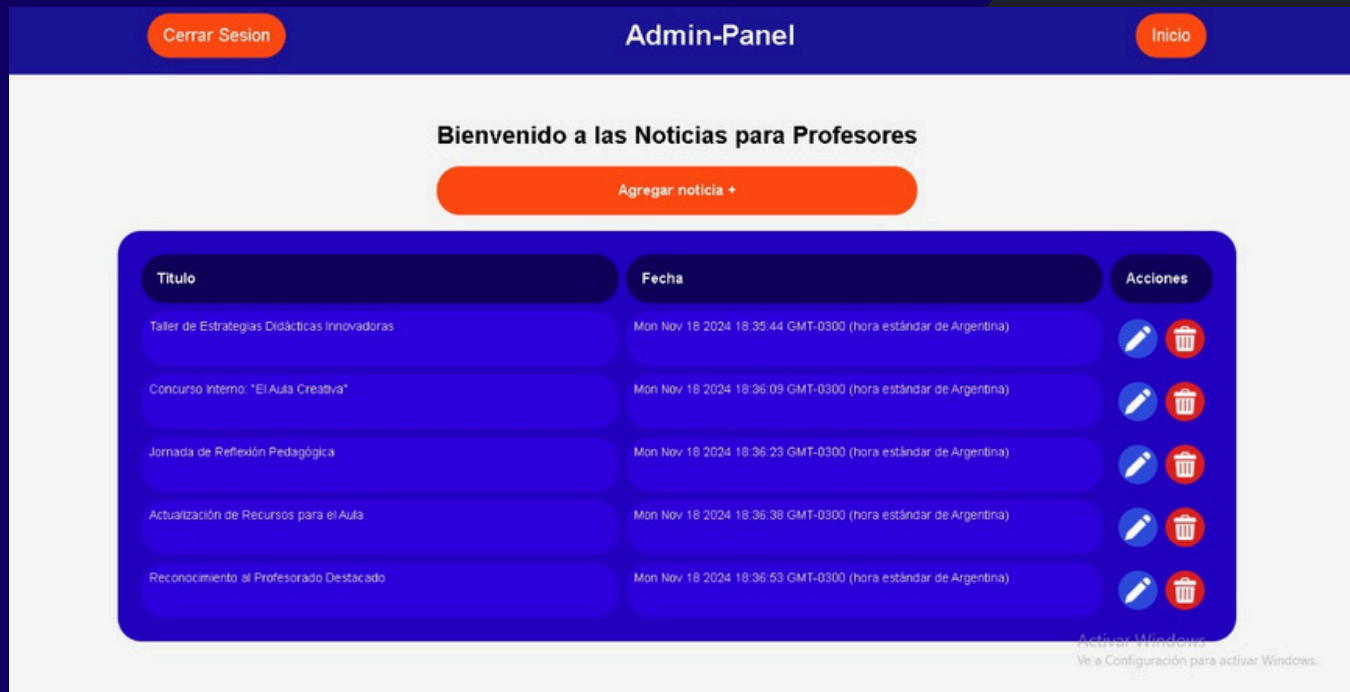 Cerrar Sesion
Admin-Panel
Inicio
Bienvenido a las Noticias para Profesores
Agregar noticia +
Titulo
Fecha
Acciones
Taller de Estrategias Didácticas Innovadoras
Mon Nov 18 2024 18:35:44 GMT-0300 (hora estándar de Argentina)
Concurso Interno: "El Aula Creativa"
Mon Nov 18 2024 18:36:09 GMT-0300 (hora estándar de Argentina)
Jornada de Reflexión Pedagógica
Mon Nov 18 2024 18:36:23 GMT-0300 (hora estándar de Argentina)
Actualización de Recursos para el Aula
Mon Nov 18 2024 18:36:38 GMT-0300 (hora estándar de Argentina)
Reconocimiento al Profesorado Destacado
Mon Nov 18 2024 18:36:53 GMT-0300 (hora estándar de Argentina)
Activar Windows
Ve a Configuración para activar Windows.